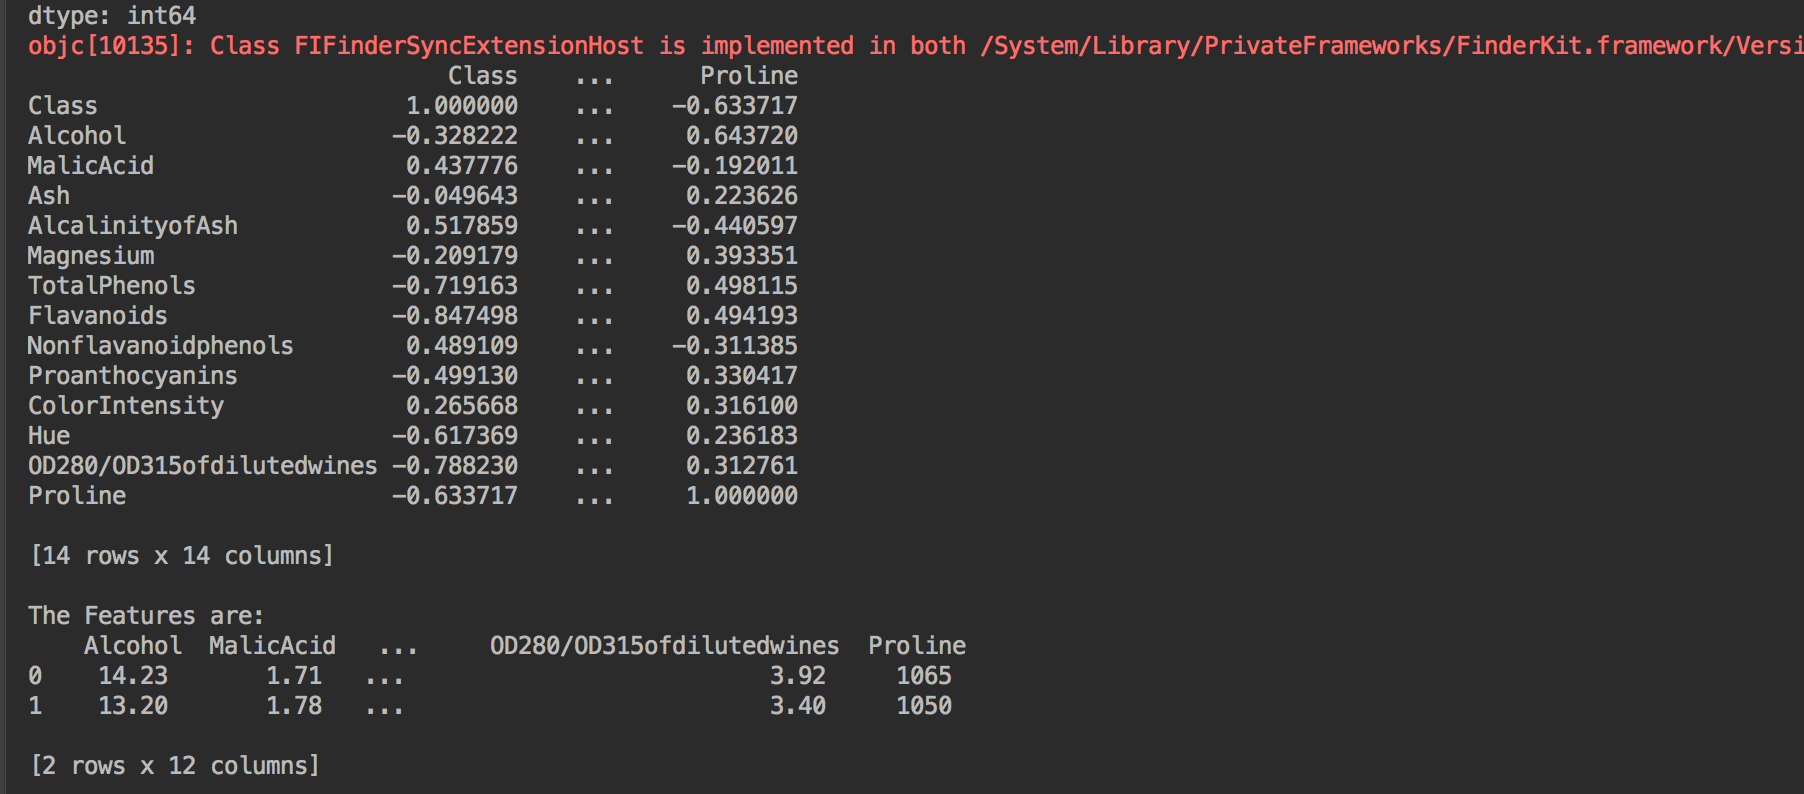 dtype: int64
objc[10135]: Class FIFinderSyncExtensionHost is implemented in both /System/Library/PrivateFrameworks/FinderKit.framework/Versi
Class ... Proline
Class 1.000000 ... -0.633717
Alcohol -0.328222 ... 0.643720
MalicAcid 0.437776 ... -0.192011
Ash -0.049643 ... 0.223626
AlcalinityofAsh 0.517859 ... -0.440597
Magnesium -0.209179 ... 0.393351
TotalPhenols -0.719163 ... 0.498115
Flavanoids -0.847498 ... 0.494193
Nonflavanoidphenols 0.489109 ... -0.311385
Proanthocyanins -0.499130 ... 0.330417
ColorIntensity 0.265668 ... 0.316100
Hue -0.617369 ... 0.236183
OD280/OD315ofdilutedwines -0.788230 ... 0.312761
Proline -0.633717 ... 1.000000
[14 rows x 14 columns]
The Features are:
Alcohol MalicAcid ... OD280/OD315ofdilutedwines Proline
0 14.23 1.71 ... 3.92 1065
1 13.20 1.78 ... 3.40 1050
[2 rows x 12 columns]